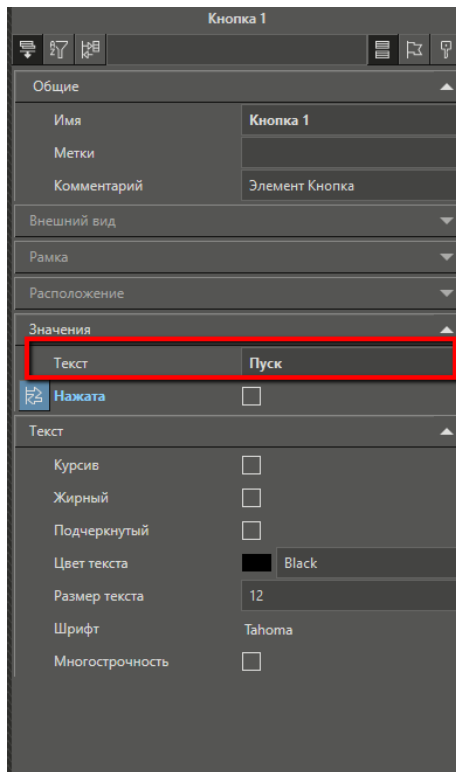 Кнопка 1
Общие
Имя Кнопка 1
Метки
Комментарий Элемент Кнопка
Внешний вид
Рамка
Расположение
Значения
Текст Пуск
Нажата
Текст
Курсив
Жирный
Подчеркнутый
Цвет текста Black
Размер текста 12
Шрифт Tahoma
Многострочность